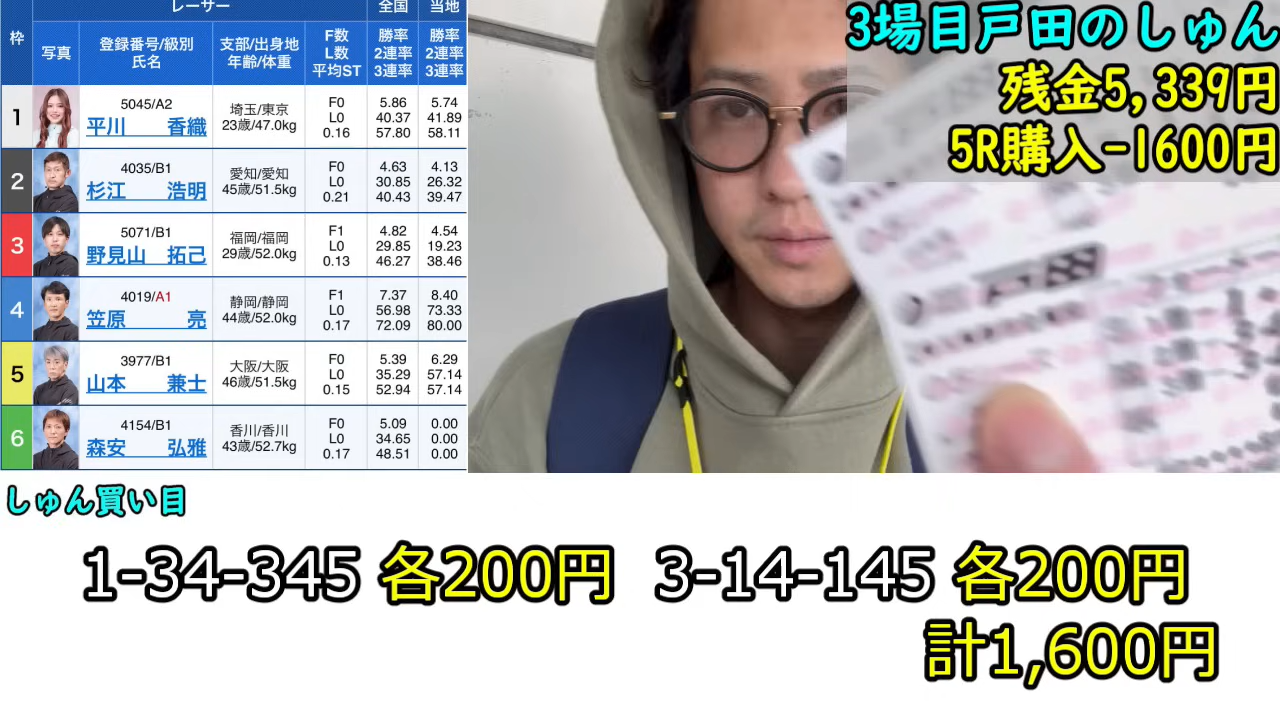 レーサー 全国 当地
枠 写真 登録番号/級別 氏名 支部/出身地 年齢/体重 F数 L数 平均ST 勝率 2連率 3連率 勝率 2連率 3連率
1 5045/A2 平川 香織 埼玉/東京 23歳/47.0kg F0 L0 0.16 5.86 40.37 57.80 5.74 41.89 58.11
2 4035/B1 杉江 浩明 愛知/愛知 45歳/51.5kg F0 L0 0.21 4.63 30.85 40.43 4.13 26.32 39.47
3 5071/B1 野見山 拓己 福岡/福岡 29歳/52.0kg F1 L0 0.13 4.82 29.85 46.27 4.54 19.23 38.46
4 4019/A1 笠原 亮 静岡/静岡 44歳/52.0kg F1 L0 0.17 7.37 56.98 72.09 8.40 73.33 80.00
5 3977/B1 山本 兼士 大阪/大阪 46歳/51.5kg F0 L0 0.15 5.39 35.29 52.94 6.29 57.14 57.14
6 4154/B1 森安 弘雅 香川/香川 43歳/52.7kg F0 L0 0.17 5.09 34.65 48.51 0.00 0.00 0.00
3場目戸田のしゅん
残金5,339円
5R購入-1600円
しゅん買い目
1-34-345 各200円 3-14-145 各200円
計1,600円